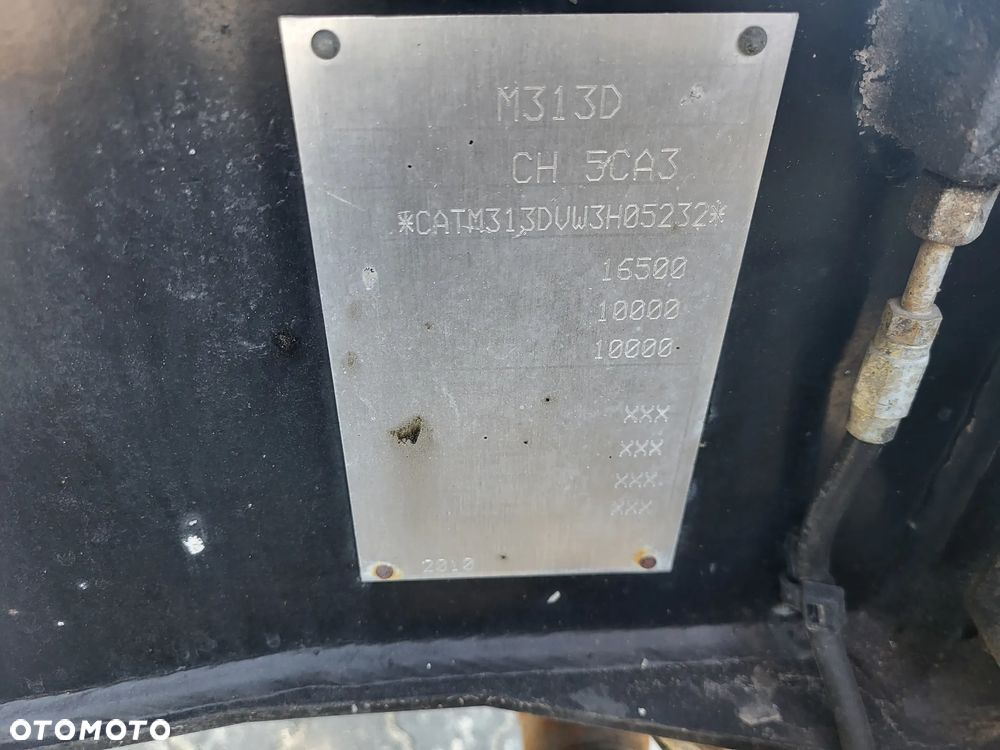 M313D
CH 5CA3
*CATM313DVW3H05232*
16500
10000
10000
XXX
XXX
XXX
XXX
2010
OTOMOTO